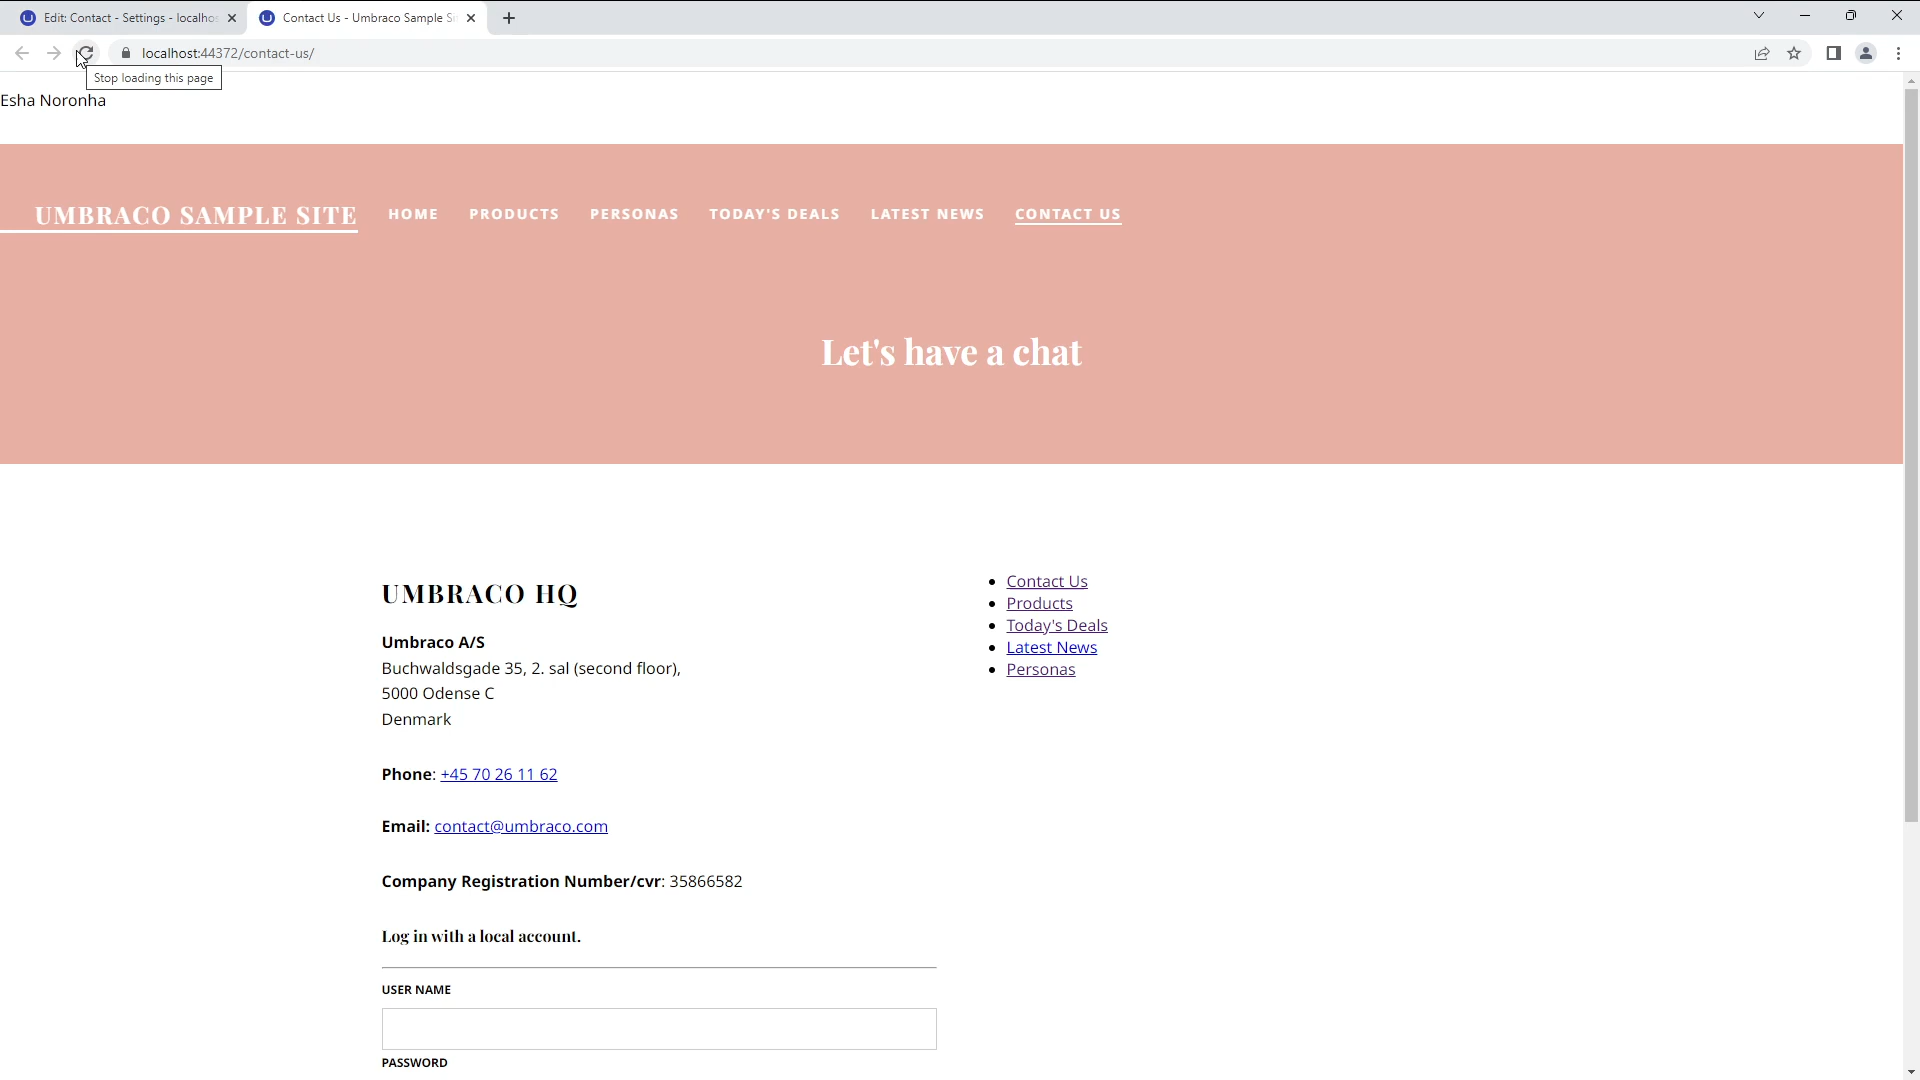 Edit: Contact - Settings - localho
Contact Us - Umbraco Sample Si
localhost:44372/contact-us/
Stop loading this page
Esha Noronha
UMBRACO SAMPLE SITE HOME PRODUCTS PERSONAS TODAY'S DEALS LATEST NEWS CONTACT US
Let's have a chat
UMBRACO HQ
Umbraco A/S
Buchwaldsgade 35, 2. sal (second floor),
5000 Odense C
Denmark
Phone: +45 70 26 11 62
Email: contact@umbraco.com
Company Registration Number/cvr: 35866582
Log in with a local account.
USER NAME
PASSWORD
Contact Us
Products
Today's Deals
Latest News
Personas